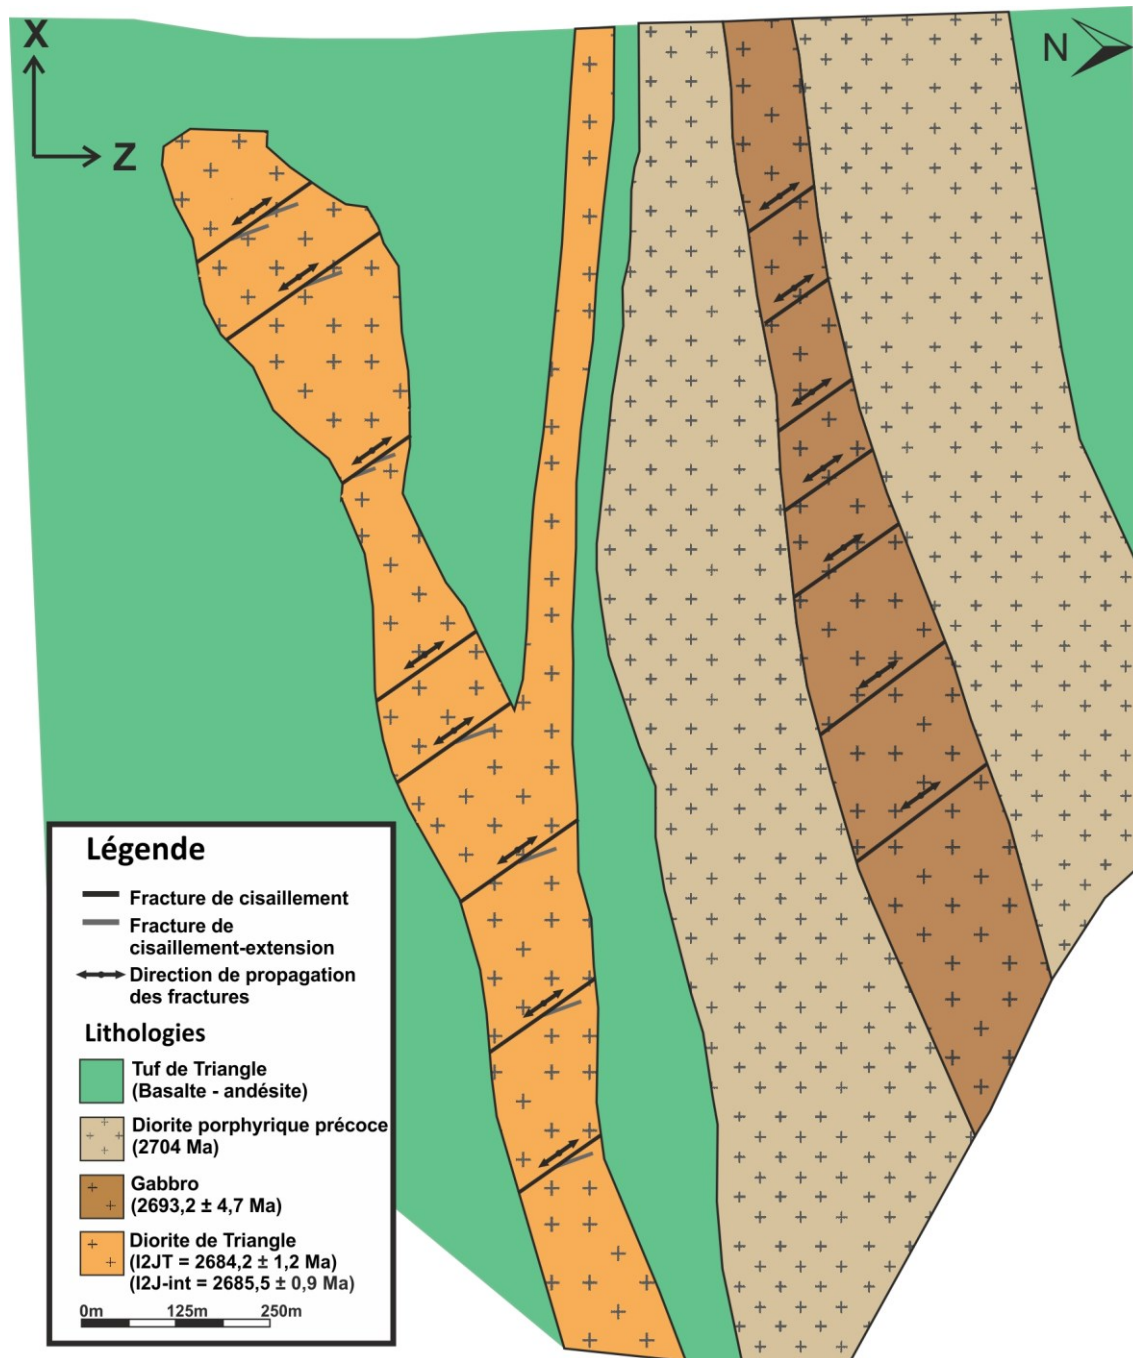 X
Z
N
Légende
Fracture de cisaillement
Fracture de
cisaillement-extension
Direction de propagation
des fractures
Lithologies
Tuf de Triangle
(Basalte - andésite)
Diorite porphyrique précoce
(2704 Ma)
Gabbro
(2693,2 ± 4,7 Ma)
Diorite de Triangle
(I2JT = 2684,2 ± 1,2 Ma)
(I2J-int = 2685,5 ± 0,9 Ma)
0m 125m 250m